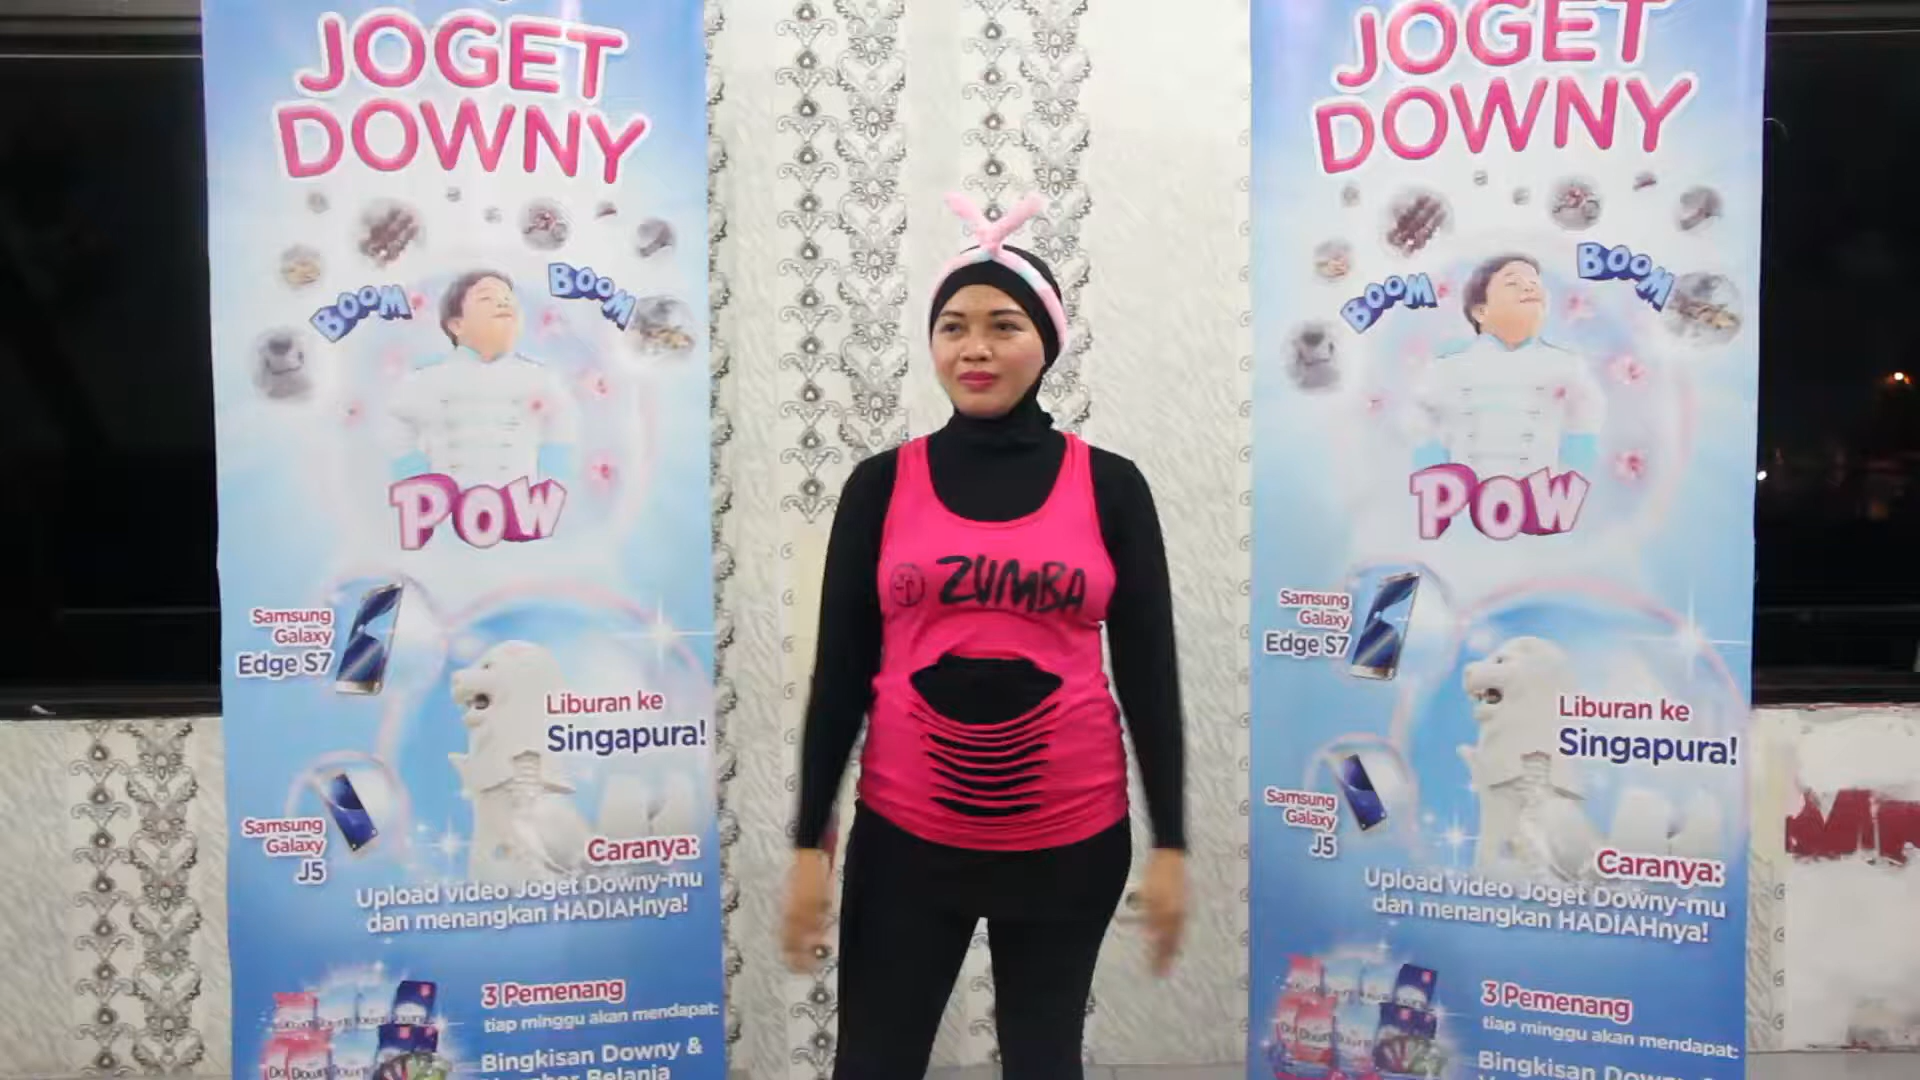 JOGET
DOWNY
BOOM
BOOM
POW
Samsung
Galaxy
Edge S7
Liburan ke
Singapura!
Samsung
Galaxy
J5
Caranya:
Upload video Joget Downy-mu
dan menangkan HADIAHnya!
3 Pemenang
tiap minggu akan mendapat:
Bingkisan Downy &
Belanja
ZUMBA
JOGET
DOWNY
BOOM
BOOM
POW
Samsung
Galaxy
Edge S7
Liburan ke
Singapura!
Samsung
Galaxy
J5
Caranya:
Upload video Joget Downy-mu
dan menangkan HADIAHnya!
3 Pemenang
tiap minggu akan mendapat:
Bingkisan